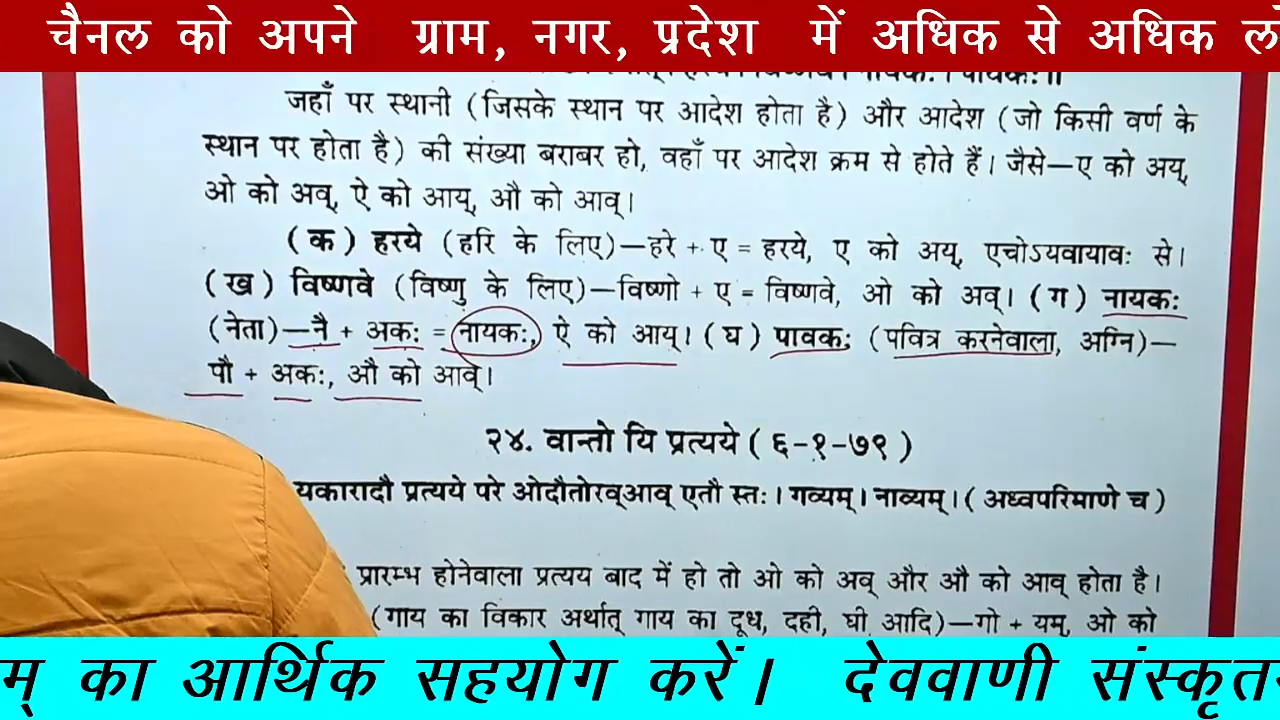 चैनल को अपने ग्राम, नगर, प्रदेश में अधिक से अधिक
जहाँ पर स्थानी (जिसके स्थान पर आदेश होता है) और आदेश (जो किसी वर्ण के
स्थान पर होता है) की संख्या बराबर हो, वहाँ पर आदेश क्रम से होते हैं। जैसे—ए को अय्,
ओ को अव्, ऐ को आय्, औ को आव्।
(क) हरये (हरि के लिए)—हरे + ए = हरये, ए को अय्, एचोऽयवायावः से।
(ख) विष्णवे (विष्णु के लिए)—विष्णो + ए = विष्णवे, ओ को अव्। (ग) नायकः
(नेता)—नै + अकः = नायकः, ऐ को आय्। (घ) पावकः (पवित्र करनेवाला, अग्नि)—
पौ + अकः, औ को आव्।
२४. वान्तो यि प्रत्यये (६-१-७९)
यकारादौ प्रत्यये परे ओदौतोरव्आव् एतौ स्तः। गव्यम्। नाव्यम्। (अध्वपरिमाणे च)
प्रारम्भ होनेवाला प्रत्यय बाद में हो तो ओ को अव् और औ को आव् होता है।
(गाय का विकार अर्थात् गाय का दूध, दही, घी आदि)—गो + यम्, ओ को
का आर्थिक सहयोग करें। देववाणी संस्कृत